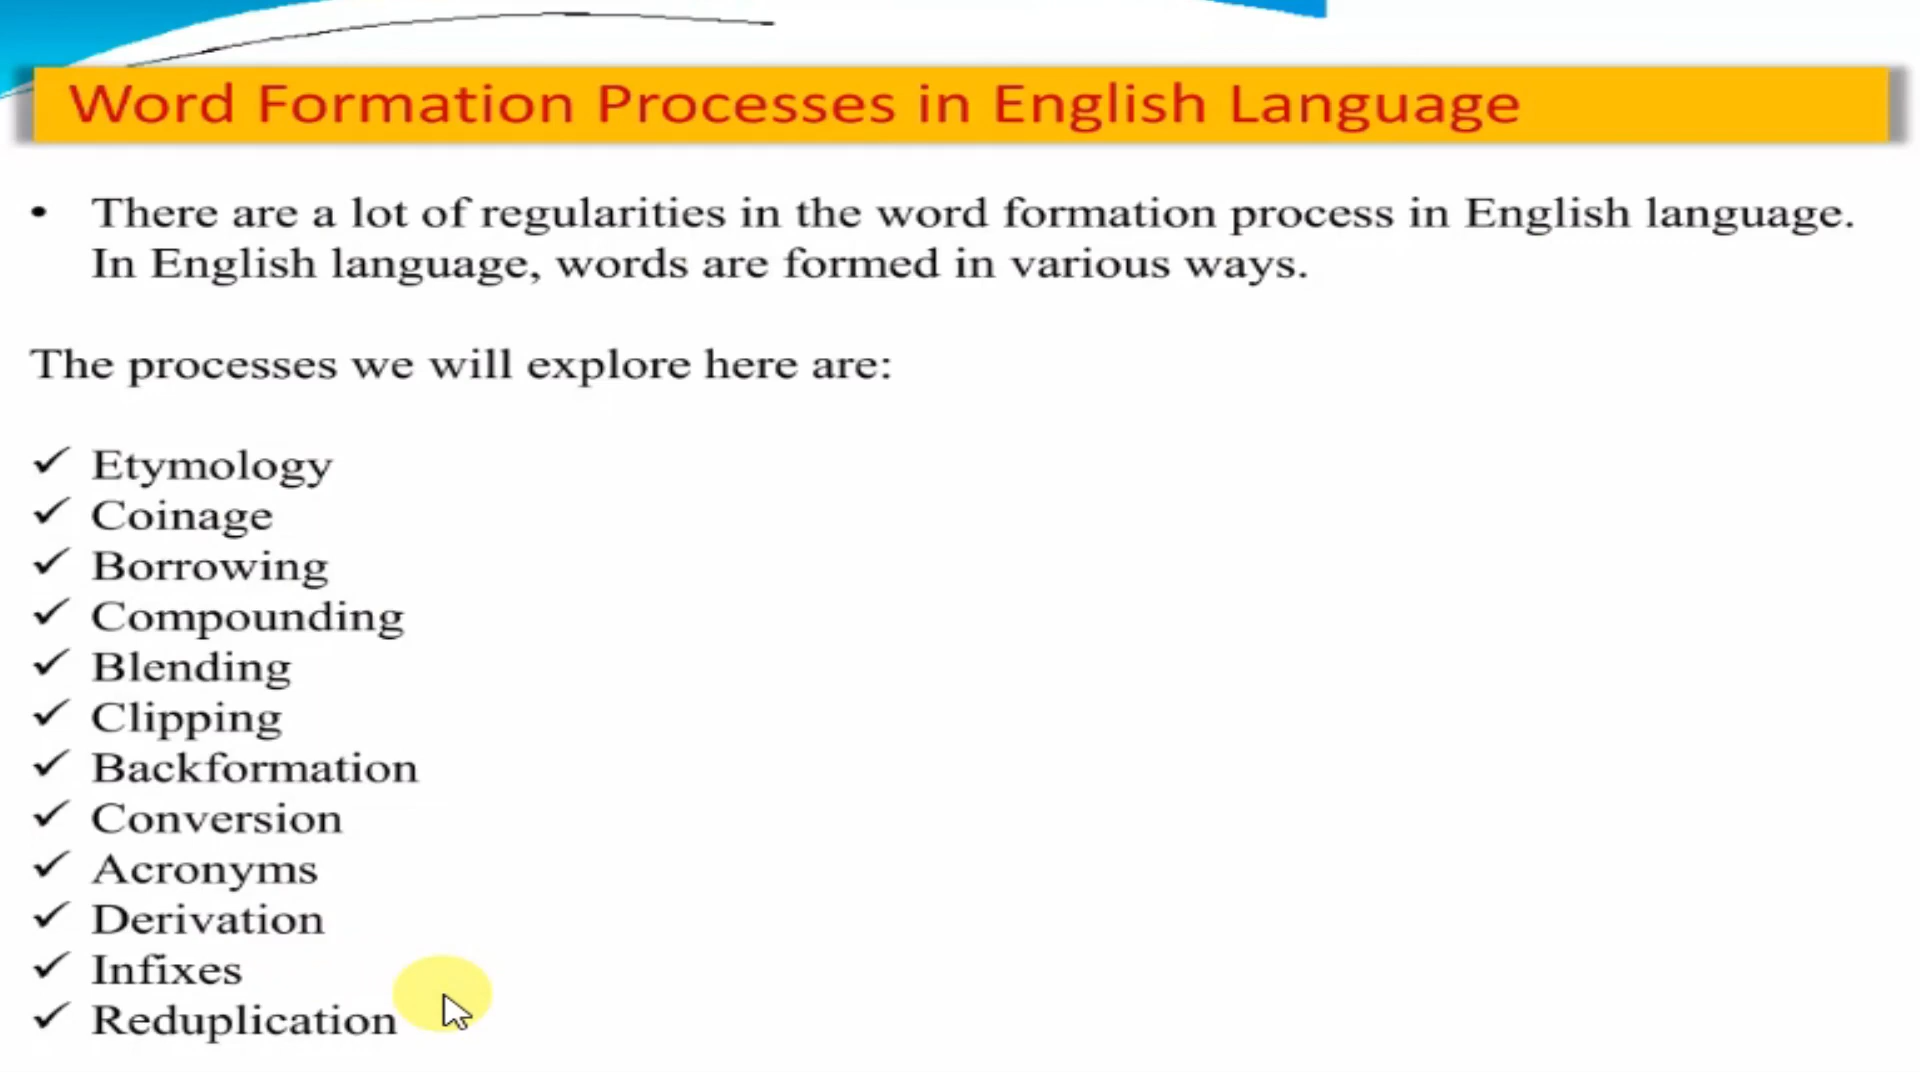 Word Formation Processes in English Language
• There are a lot of regularities in the word formation process in English language.
In English language, words are formed in various ways.
The processes we will explore here are:
✓ Etymology
✓ Coinage
✓ Borrowing
✓ Compounding
✓ Blending
✓ Clipping
✓ Backformation
✓ Conversion
✓ Acronyms
✓ Derivation
✓ Infixes
✓ Reduplication